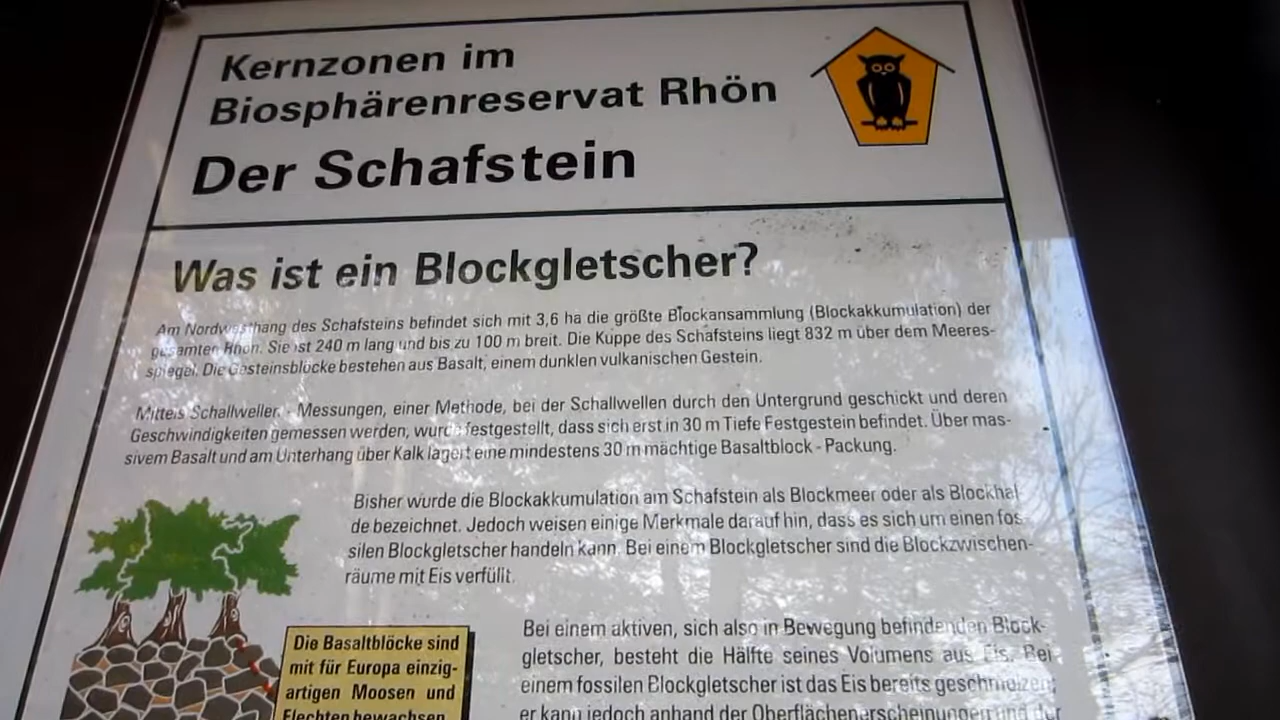 Kernzonen im
Biosphärenreservat Rhön
Der Schafstein
Was ist ein Blockgletscher?
Am Nordwesthang des Schafsteins befindet sich mit 3,6 ha die größte Blockansammlung (Blockakkumulation) der
gesamten Rhön. Sie ist 240 m lang und bis zu 100 m breit. Die Kuppe des Schafsteins liegt 832 m über dem Meeres-
spiegel. Die Gesteinsblöcke bestehen aus Basalt, einem dunklen vulkanischen Gestein.
Mittels Schallwellen - Messungen, einer Methode, bei der Schallwellen durch den Untergrund geschickt und deren
Geschwindigkeiten gemessen werden, wurde festgestellt, dass sich erst in 30 m Tiefe Festgestein befindet. Über mas-
sivem Basalt und am Unterhang über Kalk lagert eine mindestens 30 m mächtige Basaltblock - Packung.
Bisher wurde die Blockakkumulation am Schafstein als Blockmeer oder als Blockhal-
de bezeichnet. Jedoch weisen einige Merkmale darauf hin, dass es sich um einen fos-
silen Blockgletscher handeln kann. Bei einem Blockgletscher sind die Blockzwischen-
räume mit Eis verfüllt.
Die Basaltblöcke sind
mit für Europa einzig-
artigen Moosen und
Flechten bewachsen
Bei einem aktiven, sich also in Bewegung befindenden Block-
gletscher, besteht die Hälfte seines Volumens aus Eis. Bei
einem fossilen Blockgletscher ist das Eis bereits geschmolzen;
er kann jedoch anhand der Oberflächenerscheinungen und der